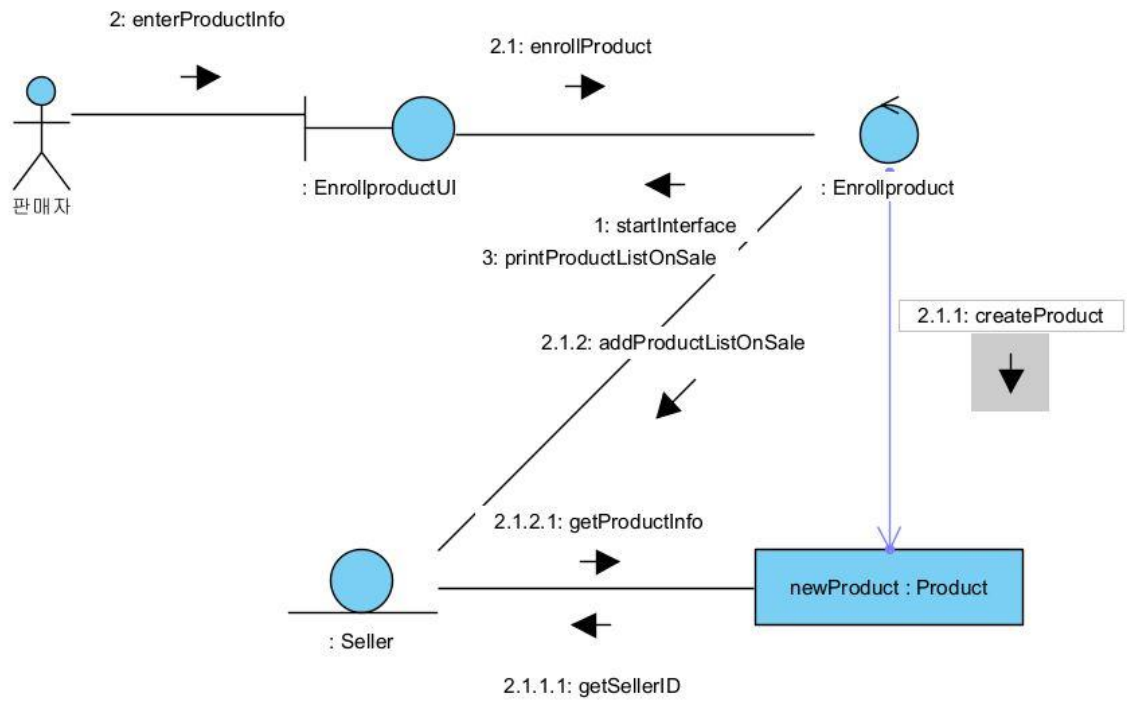 2: enterProductInfo
2.1: enrollProduct
판매자
: EnrollproductUI
: Enrollproduct
1: startInterface
3: printProductListOnSale
2.1.1: createProduct
2.1.2: addProductListOnSale
2.1.2.1: getProductInfo
newProduct : Product
: Seller
2.1.1.1: getSellerID